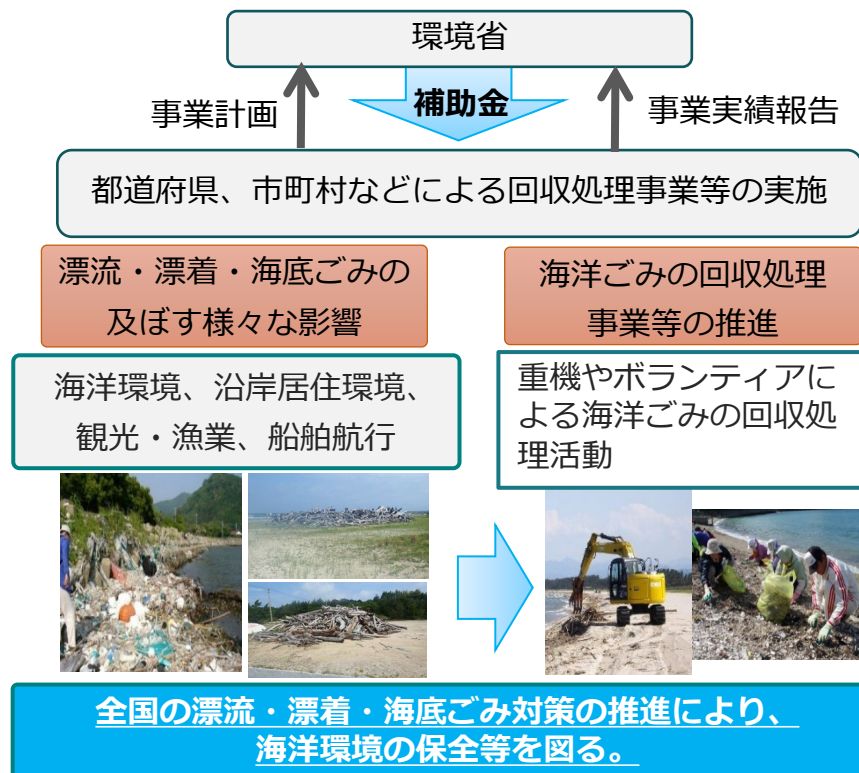 環境省
事業計画
補助金
事業実績報告
都道府県、市町村などによる回収処理事業等の実施
漂流・漂着・海底ごみの
及ぼす様々な影響
海洋ごみの回収処理
事業等の推進
海洋環境、沿岸居住環境、
観光・漁業、船舶航行
重機やボランティアに
よる海洋ごみの回収処
理活動
全国の漂流・漂着・海底ごみ対策の推進により、
海洋環境の保全等を図る。